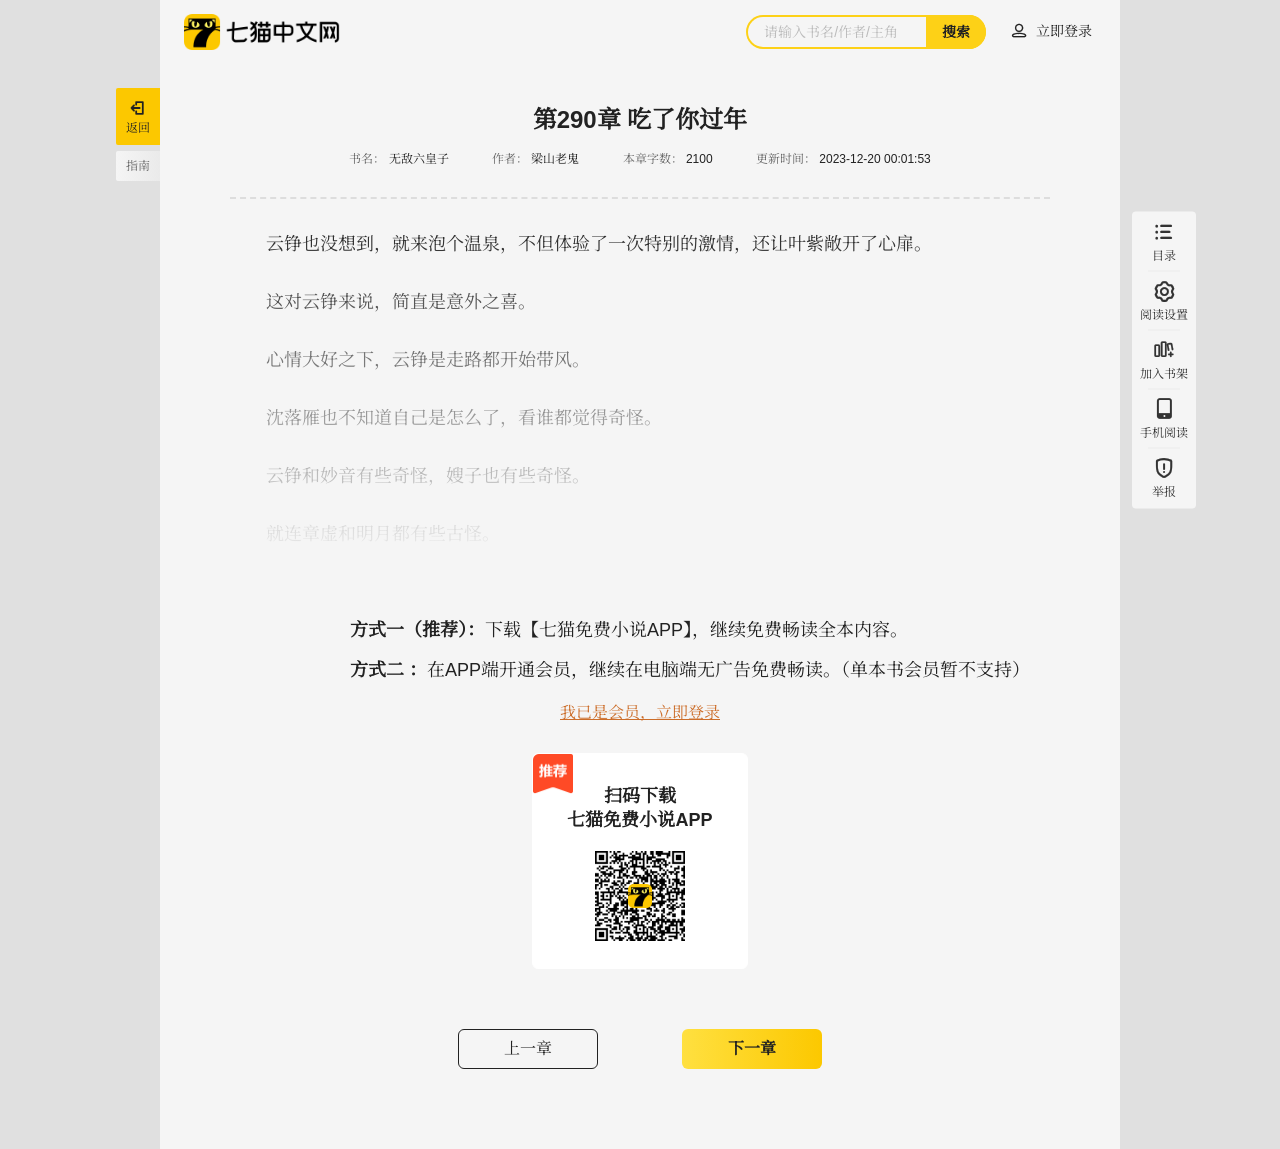 七猫中文网
请输入书名/作者/主角
搜索
立即登录
返回
指南
第290章 吃了你过年
书名： 无敌六皇子 作者： 梁山老鬼 本章字数： 2100 更新时间： 2023-12-20 00:01:53
云铮也没想到，就来泡个温泉，不但体验了一次特别的激情，还让叶紫敞开了心扉。
这对云铮来说，简直是意外之喜。
心情大好之下，云铮是走路都开始带风。
沈落雁也不知道自己是怎么了，看谁都觉得奇怪。
云铮和妙音有些奇怪，嫂子也有些奇怪。
就连章虚和明月都有些古怪。
目录
阅读设置
加入书架
手机阅读
举报
方式一（推荐）：下载【七猫免费小说APP】，继续免费畅读全本内容。
方式二 ：在APP端开通会员，继续在电脑端无广告免费畅读。（单本书会员暂不支持）
我已是会员，立即登录
推荐
扫码下载
七猫免费小说APP
上一章
下一章